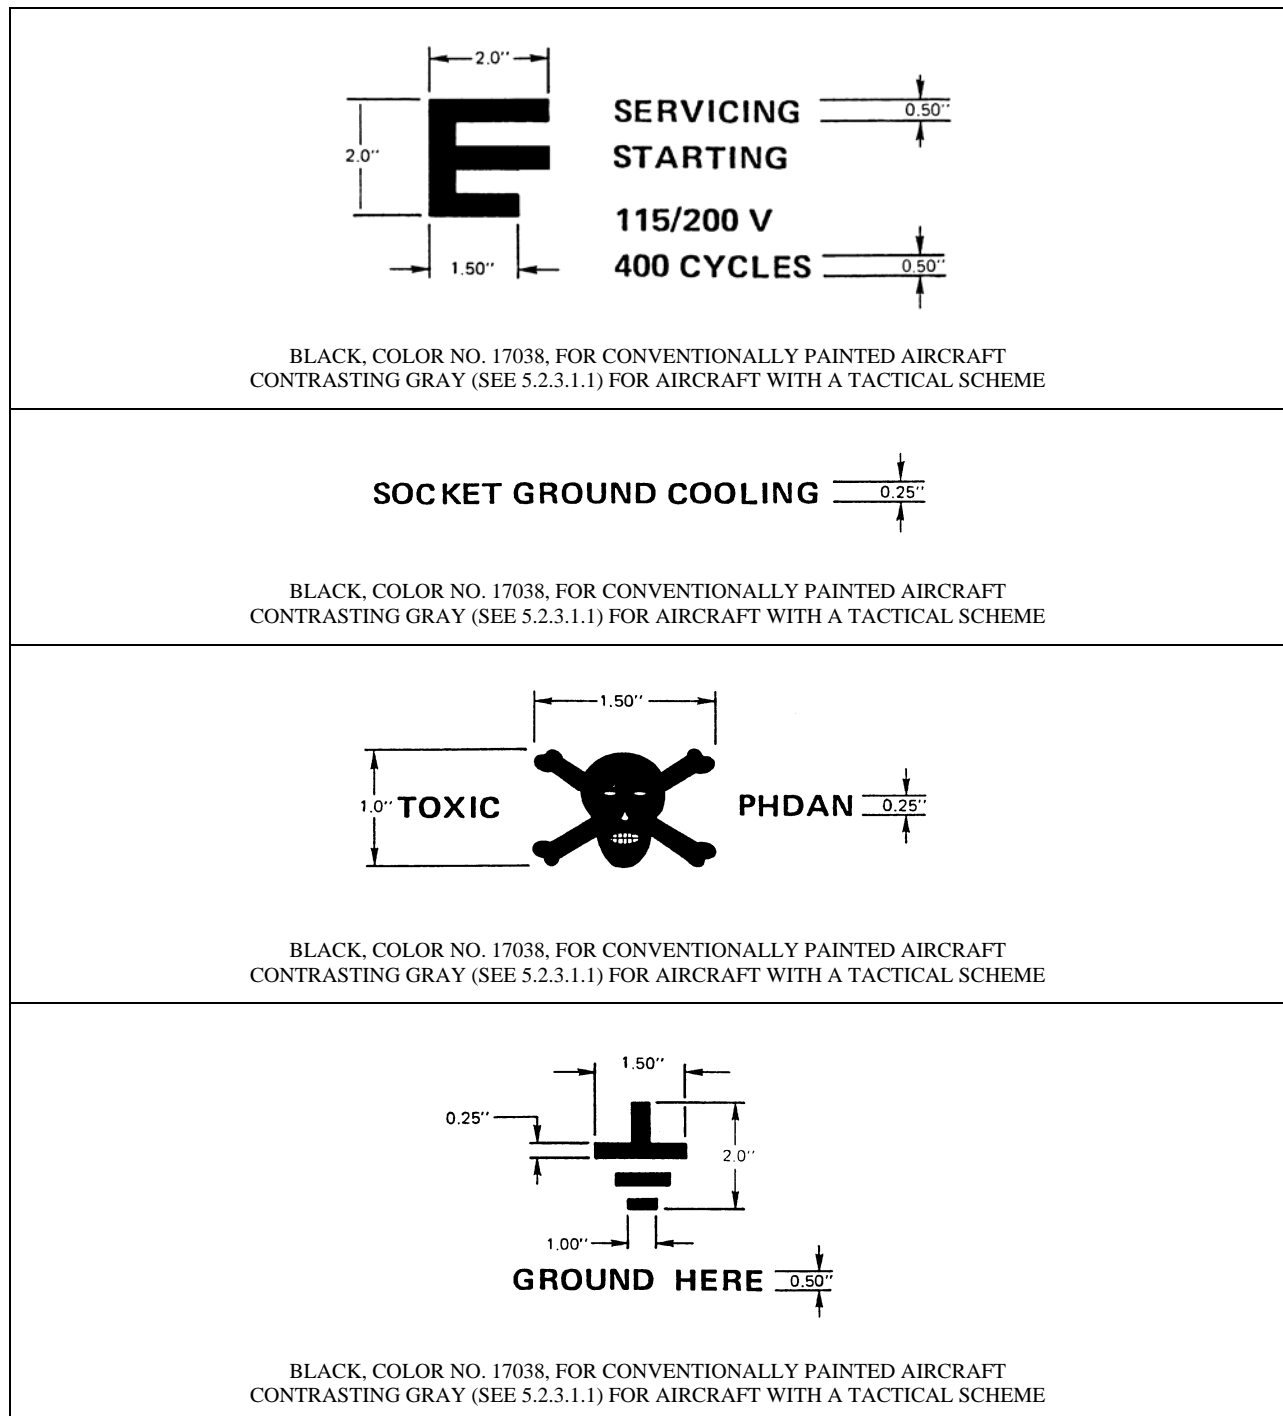 2.0''
SERVICING 0.50''
2.0''
STARTING
115/200 V
1.50'' 400 CYCLES 0.50''
BLACK, COLOR NO. 17038, FOR CONVENTIONALLY PAINTED AIRCRAFT
CONTRASTING GRAY (SEE 5.2.3.1.1) FOR AIRCRAFT WITH A TACTICAL SCHEME
SOCKET GROUND COOLING 0.25''
BLACK, COLOR NO. 17038, FOR CONVENTIONALLY PAINTED AIRCRAFT
CONTRASTING GRAY (SEE 5.2.3.1.1) FOR AIRCRAFT WITH A TACTICAL SCHEME
1.50''
1.0'' TOXIC PHDAN 0.25''
BLACK, COLOR NO. 17038, FOR CONVENTIONALLY PAINTED AIRCRAFT
CONTRASTING GRAY (SEE 5.2.3.1.1) FOR AIRCRAFT WITH A TACTICAL SCHEME
1.50''
0.25''
2.0''
1.00''
GROUND HERE 0.50''
BLACK, COLOR NO. 17038, FOR CONVENTIONALLY PAINTED AIRCRAFT
CONTRASTING GRAY (SEE 5.2.3.1.1) FOR AIRCRAFT WITH A TACTICAL SCHEME